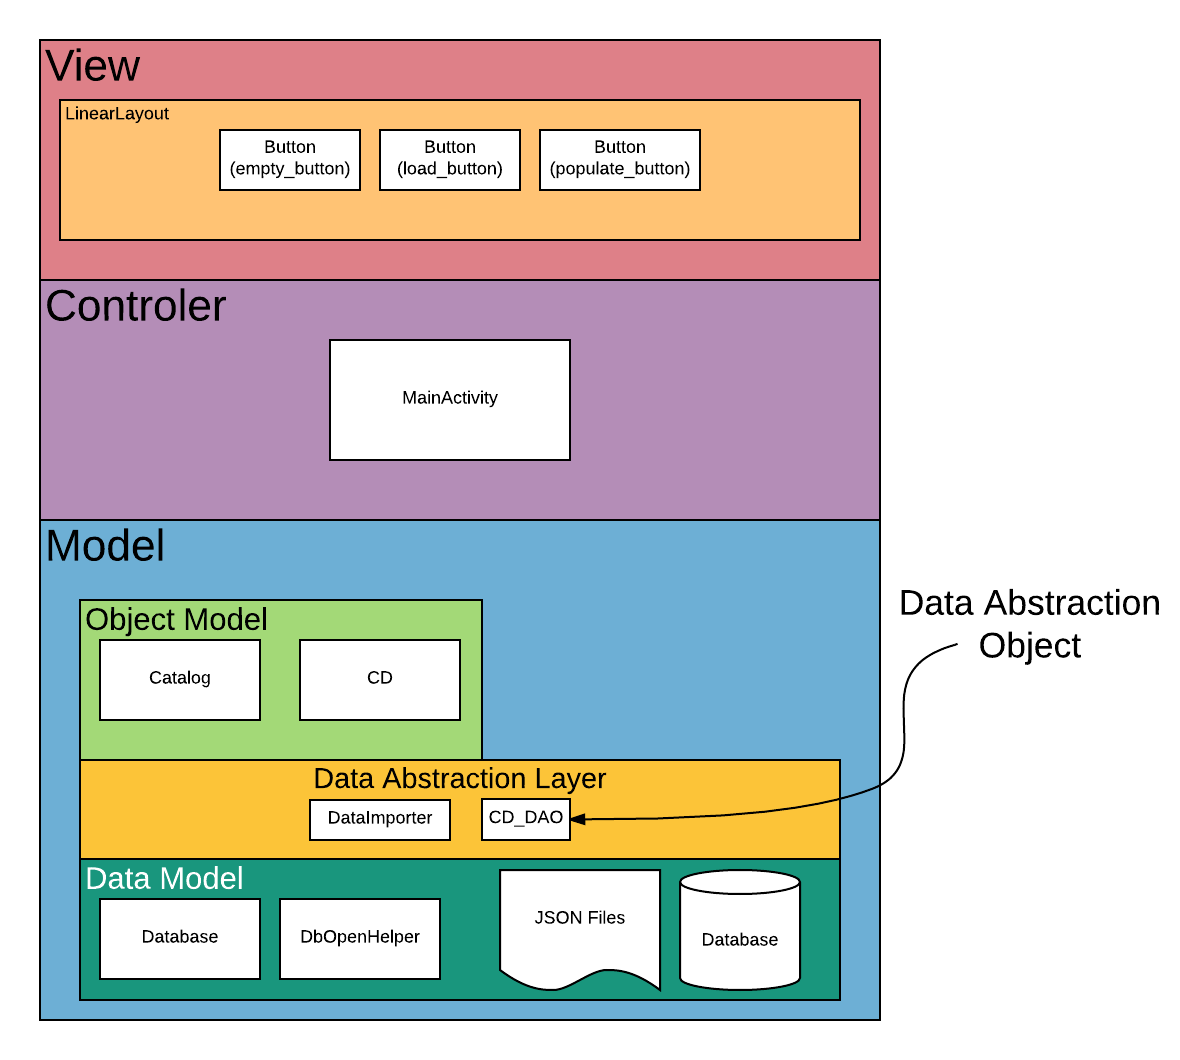 View
LinearLayout
Button
(empty_button)
Button
(load_button)
Button
(populate_button)
Controler
MainActivity
Model
Object Model
Catalog
CD
Data Abstraction
Object
Data Abstraction Layer
DataImporter
CD_DAO
Data Model
Database
DbOpenHelper
JSON Files
Database